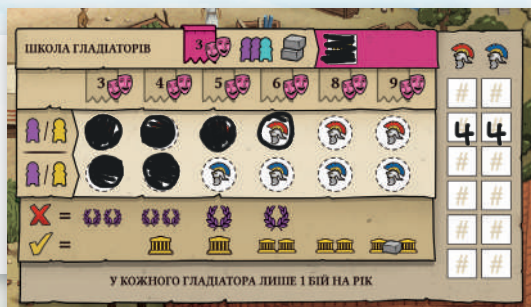 ШКОЛА ГЛАДІАТОРІВ 3
3 4 5 6 8 9
# #
4 4
/ # #
/ # #
= # #
= # #
# #
У КОЖНОГО ГЛАДІАТОРА ЛИШЕ 1 БІЙ НА РІК